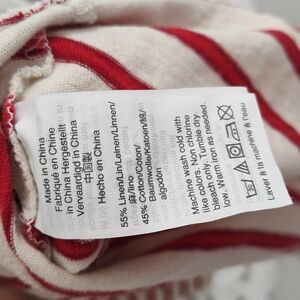 Made in China
/Fabriqué en Chine
in China Hergestellt
Vervaardigd in China
中国製
Hecho en China
55% Linen/Lin/Leinen/Linnen/
麻/lino
45% Cotton/Coton/
Baumwolle/Katoen/綿/
algodón
Machine wash cold with
like colors. Non chlorine
bleach only. Tumble dry
low. Warm iron as needed.
Laver à la machine à l'eau